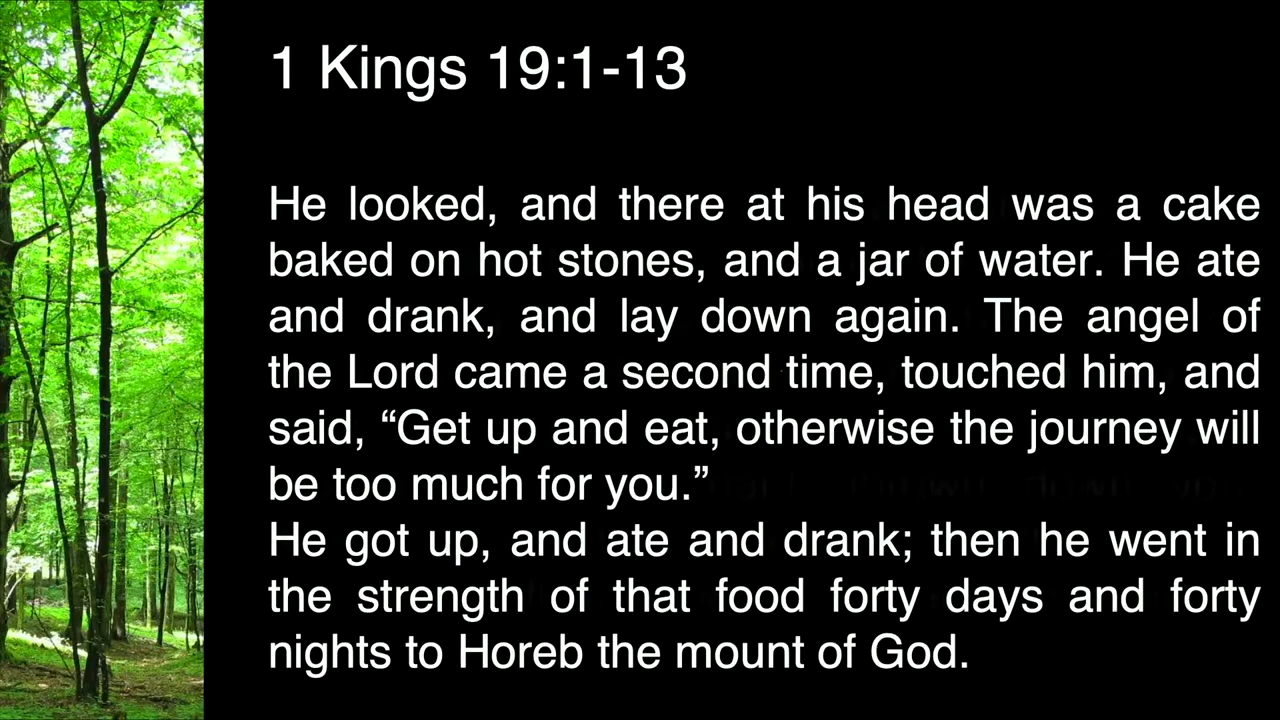 1 Kings 19:1-13
He looked, and there at his head was a cake
baked on hot stones, and a jar of water. He ate
and drank, and lay down again. The angel of
the Lord came a second time, touched him, and
said, “Get up and eat, otherwise the journey will
be too much for you.”
He got up, and ate and drank; then he went in
the strength of that food forty days and forty
nights to Horeb the mount of God.